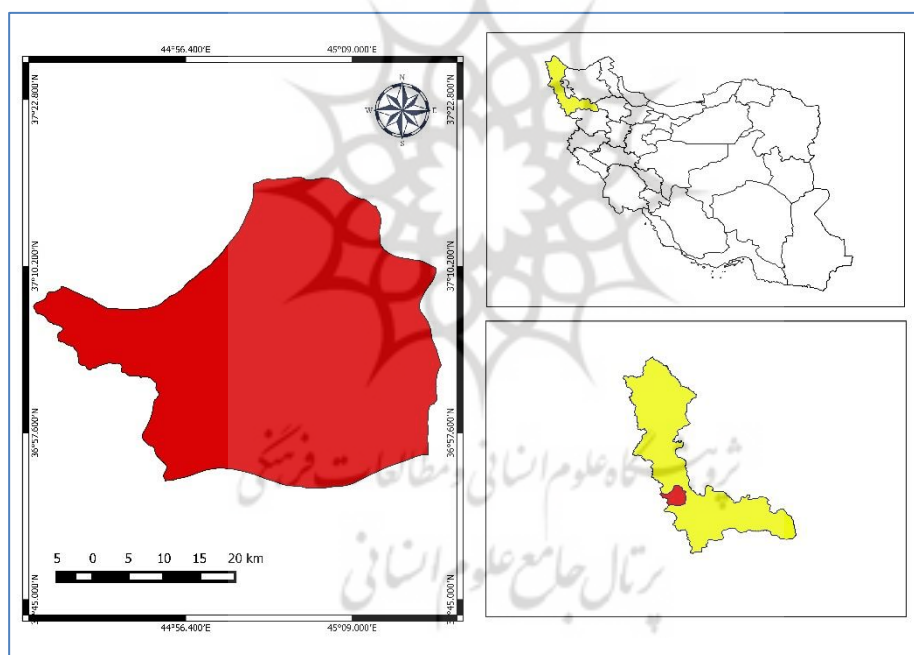 44°56.400'E 45°09.000'E
37°22.800'N 37°22.800'N
N
W E
S
37°10.200'N 37°10.200'N
36°57.600'N 36°57.600'N
پژوهشگاه علوم انسانی و مطالعات فرهنگی
5 0 5 10 15 20 km
پرتال جامع علوم انسانی
36°45.000'N 36°45.000'N
44°56.400'E 45°09.000'E